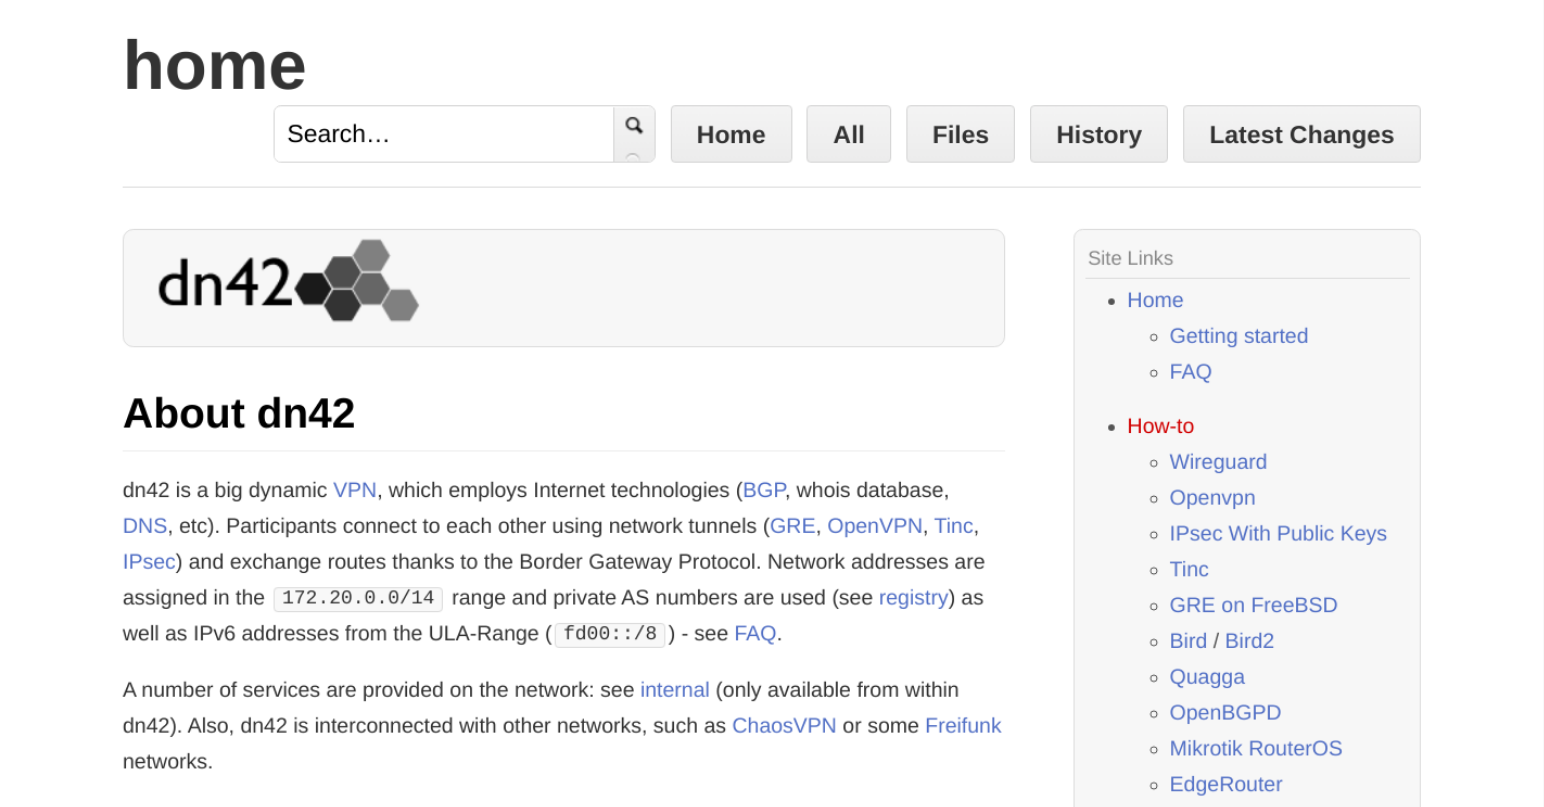 home
Search…
Home
All
Files
History
Latest Changes
dn42
About dn42
dn42 is a big dynamic VPN, which employs Internet technologies (BGP, whois database,
DNS, etc). Participants connect to each other using network tunnels (GRE, OpenVPN, Tinc,
IPsec) and exchange routes thanks to the Border Gateway Protocol. Network addresses are
assigned in the 172.20.0.0/14 range and private AS numbers are used (see registry) as
well as IPv6 addresses from the ULA-Range (fd00::/8) - see FAQ.
A number of services are provided on the network: see internal (only available from within
dn42). Also, dn42 is interconnected with other networks, such as ChaosVPN or some Freifunk
networks.
Site Links
Home
Getting started
FAQ
How-to
Wireguard
Openvpn
IPsec With Public Keys
Tinc
GRE on FreeBSD
Bird / Bird2
Quagga
OpenBGPD
Mikrotik RouterOS
EdgeRouter